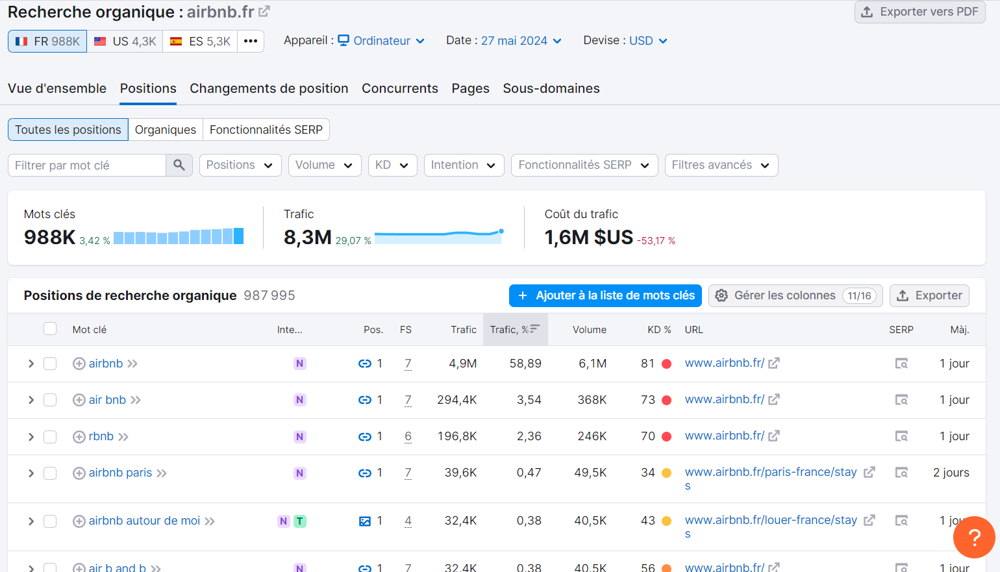 Recherche organique : airbnb.fr
Exporter vers PDF
FR 988K US 4,3K ES 5,3K •••
Appareil : Ordinateur Date : 27 mai 2024 Devise : USD
Vue d'ensemble Positions Changements de position Concurrents Pages Sous-domaines
Toutes les positions Organiques Fonctionnalités SERP
Filtrer par mot clé Positions Volume KD Intention Fonctionnalités SERP Filtres avancés
Mots clés Trafic Coût du trafic
988K 3,42 % 8,3M 29,07 % 1,6M $US -53,17 %
Positions de recherche organique 987 995 + Ajouter à la liste de mots clés Gérer les colonnes 11/16 Exporter
Mot clé Inte... Pos. FS Trafic Trafic, % Volume KD % URL SERP Màj.
airbnb N 1 7 4,9M 58,89 6,1M 81 www.airbnb.fr/ 1 jour
air bnb N 1 7 294,4K 3,54 368K 73 www.airbnb.fr/ 1 jour
rbnb N 1 6 196,8K 2,36 246K 70 www.airbnb.fr/ 1 jour
airbnb paris N 1 7 39,6K 0,47 49,5K 34 www.airbnb.fr/paris-france/stay 2 jours
s
airbnb autour de moi N T 1 4 32,4K 0,38 40,5K 43 www.airbnb.fr/louer-france/stay 1 jou
s
?
air b and b N 1 7 32,4K 0,38 40,5K 56 www.airbnb.fr/ 1 jour